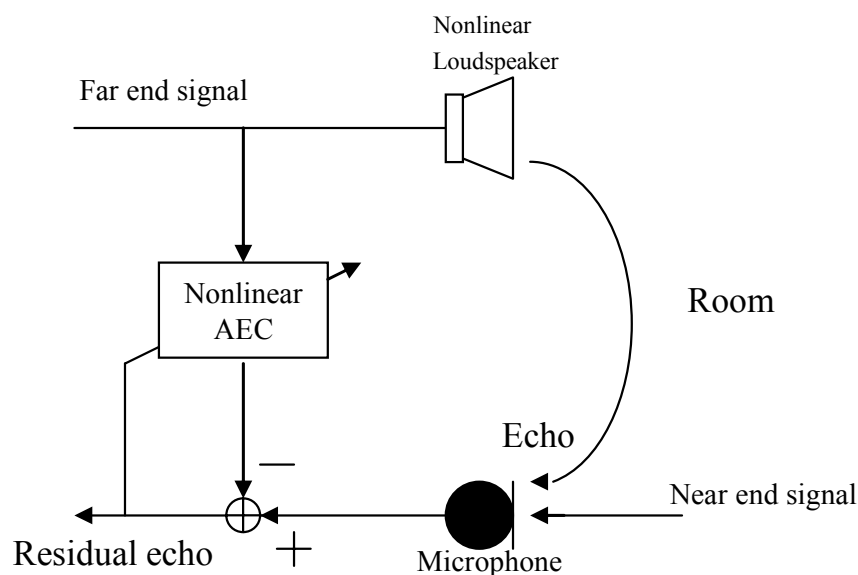 Nonlinear
Loudspeaker
Far end signal
Nonlinear
AEC
Room
Echo
−
Near end signal
+
Residual echo
Microphone